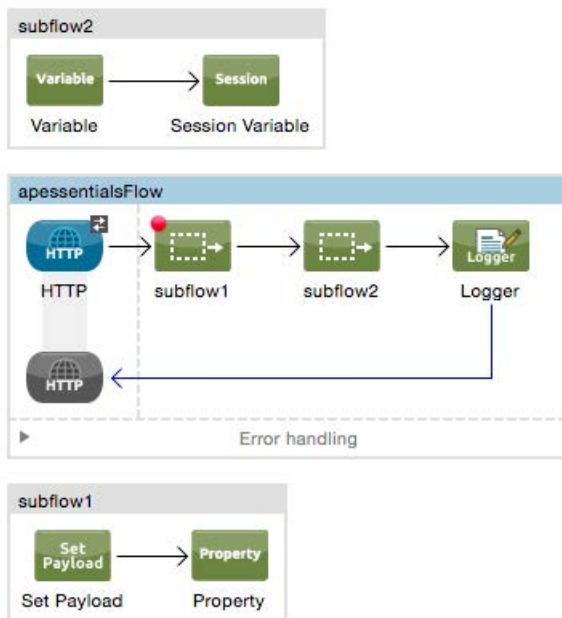 subflow2
Variable Session
Variable Session Variable
apessentialsFlow
HTTP Logger
HTTP subflow1 subflow2 Logger
HTTP
Error handling
subflow1
Set
Payload Property
Set Payload Property